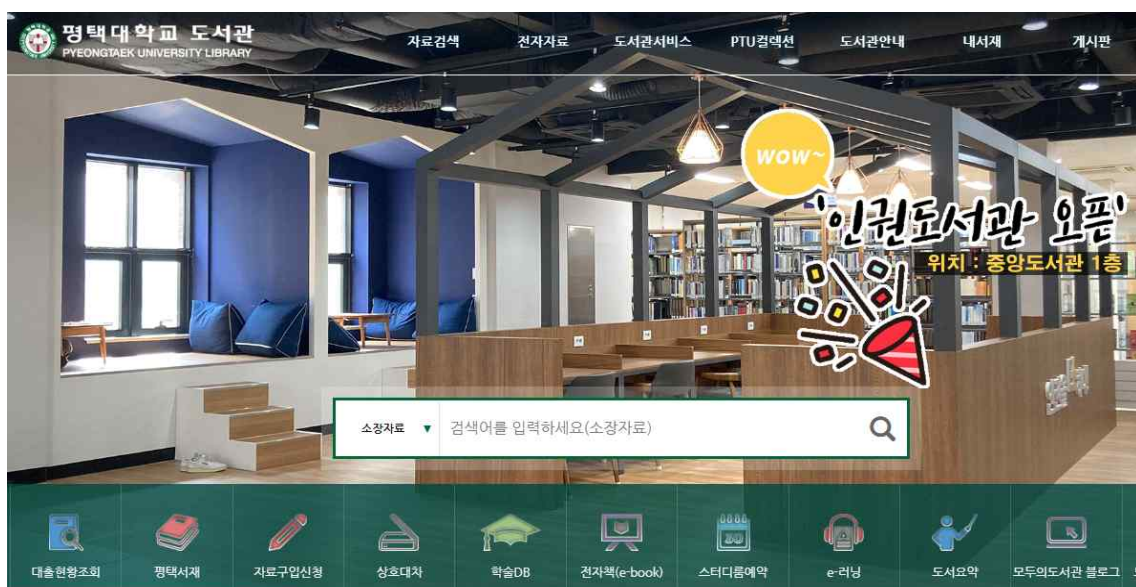 평택대학교 도서관
PYEONGTAEK UNIVERSITY LIBRARY
자료검색 전자자료 도서관서비스 PTU컬렉션 도서관안내 내서재 게시판
wow~
'인권도서관 오픈'
위치 : 중앙도서관 1층
소장자료 ▼ 검색어를 입력하세요(소장자료)
30
대출현황조회 평택서재 자료구입신청 상호대차 학술DB 전자책(e-book) 스터디룸예약 e-러닝 도서요약 모두의도서관 블로그